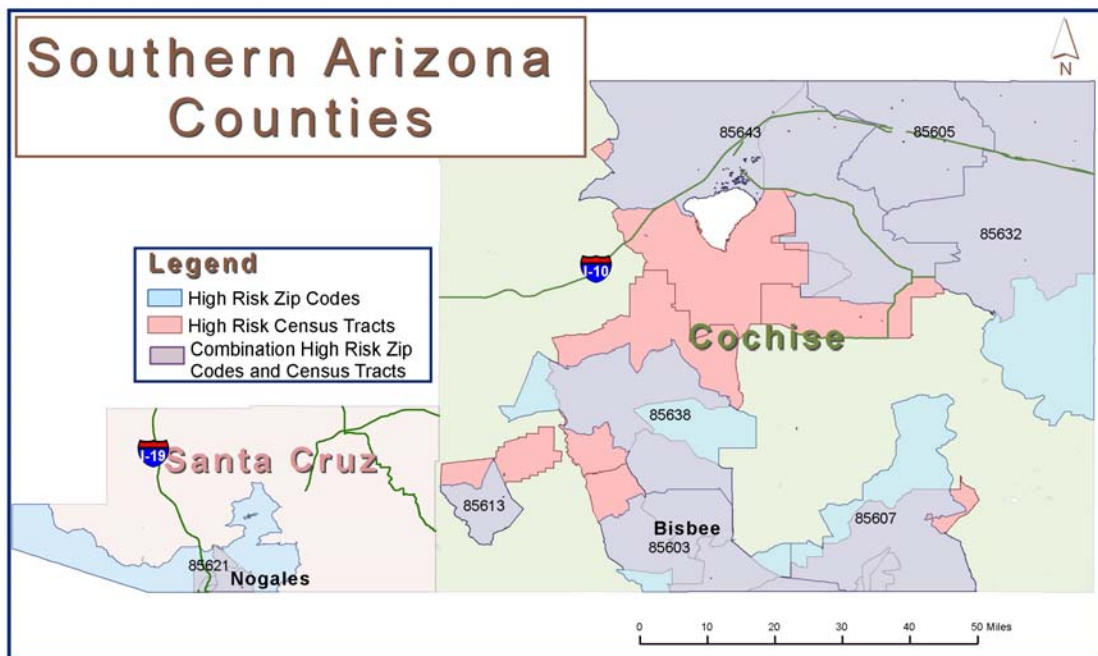 Southern Arizona
Counties
N
85643
85605
85632
I-10
Legend
High Risk Zip Codes
High Risk Census Tracts
Combination High Risk Zip
Codes and Census Tracts
Cochise
85638
I-19
Santa Cruz
85613
85607
Bisbee
85603
85621
Nogales
0 10 20 30 40 50 Miles